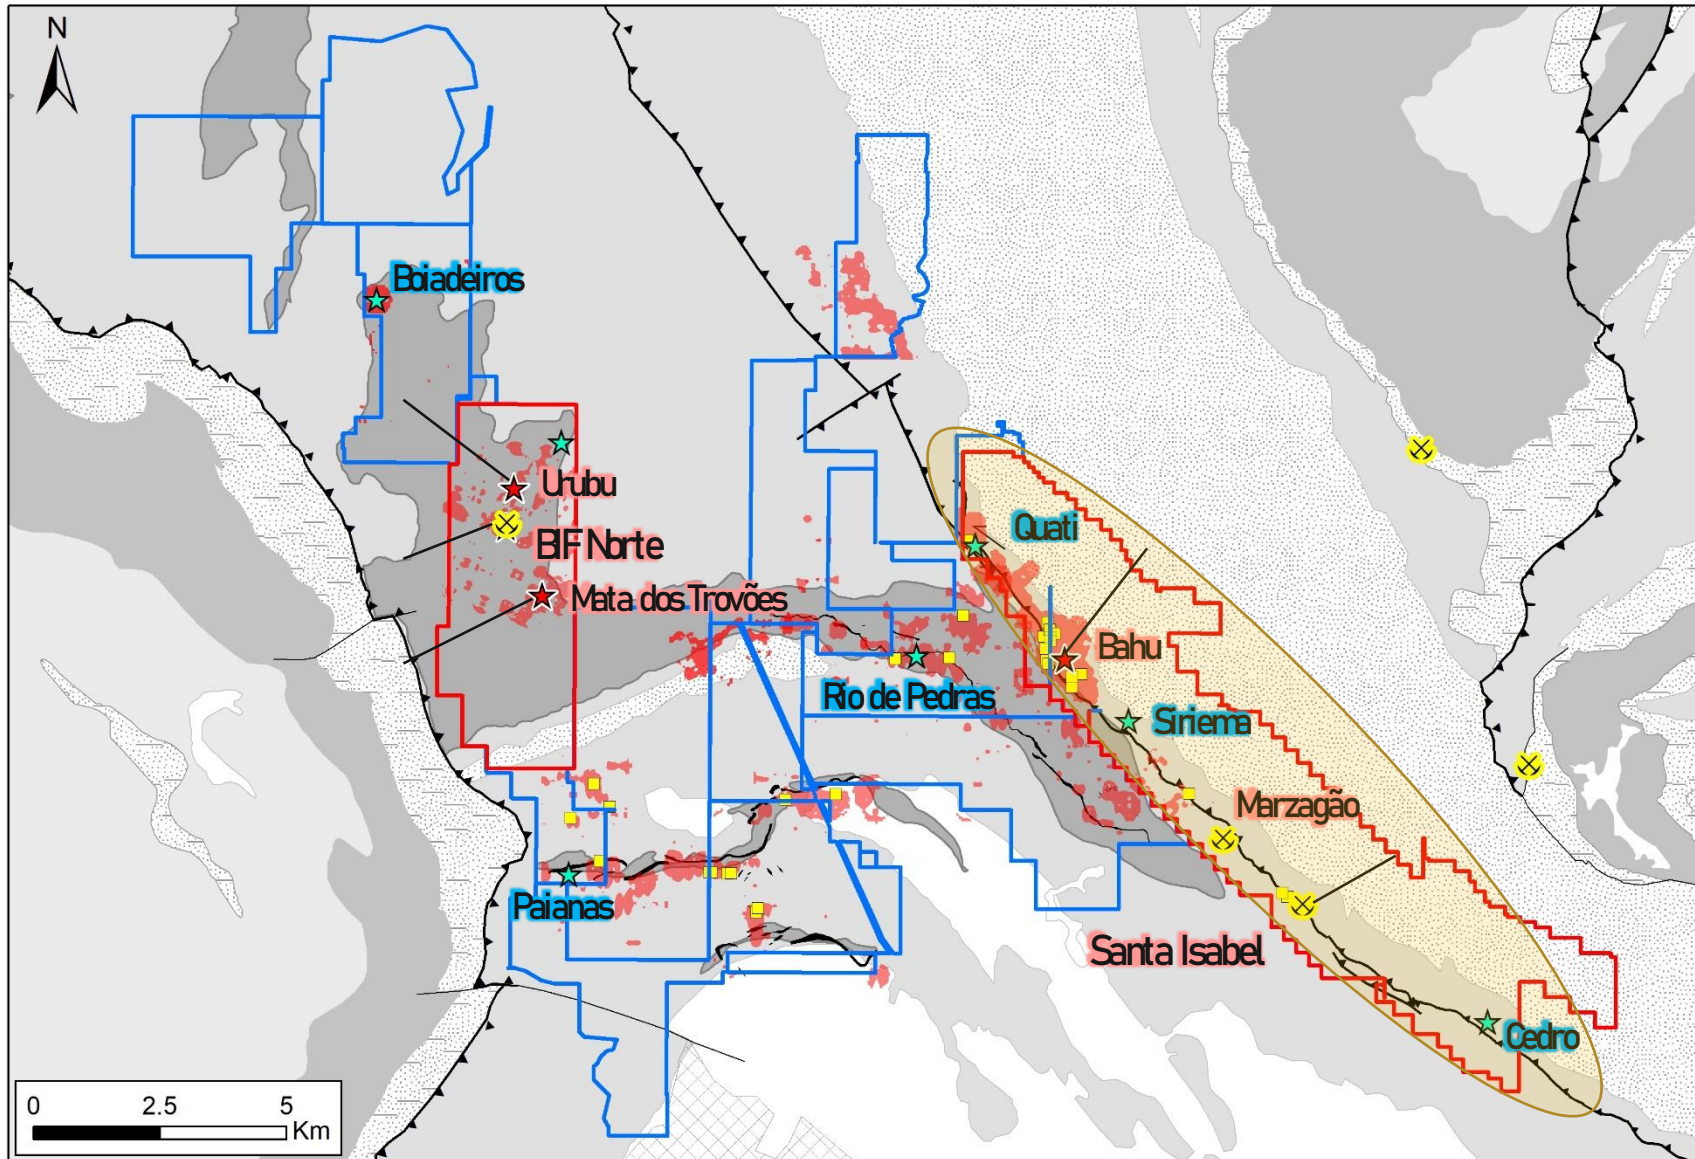 N
Boiadeiros
Urubu
BIF Norte
Mata dos Trovões
Quati
Bahu
Rio de Pedras
Siriema
Marzagão
Paianas
Santa Isabel
Cedro
0 2.5 5
Km